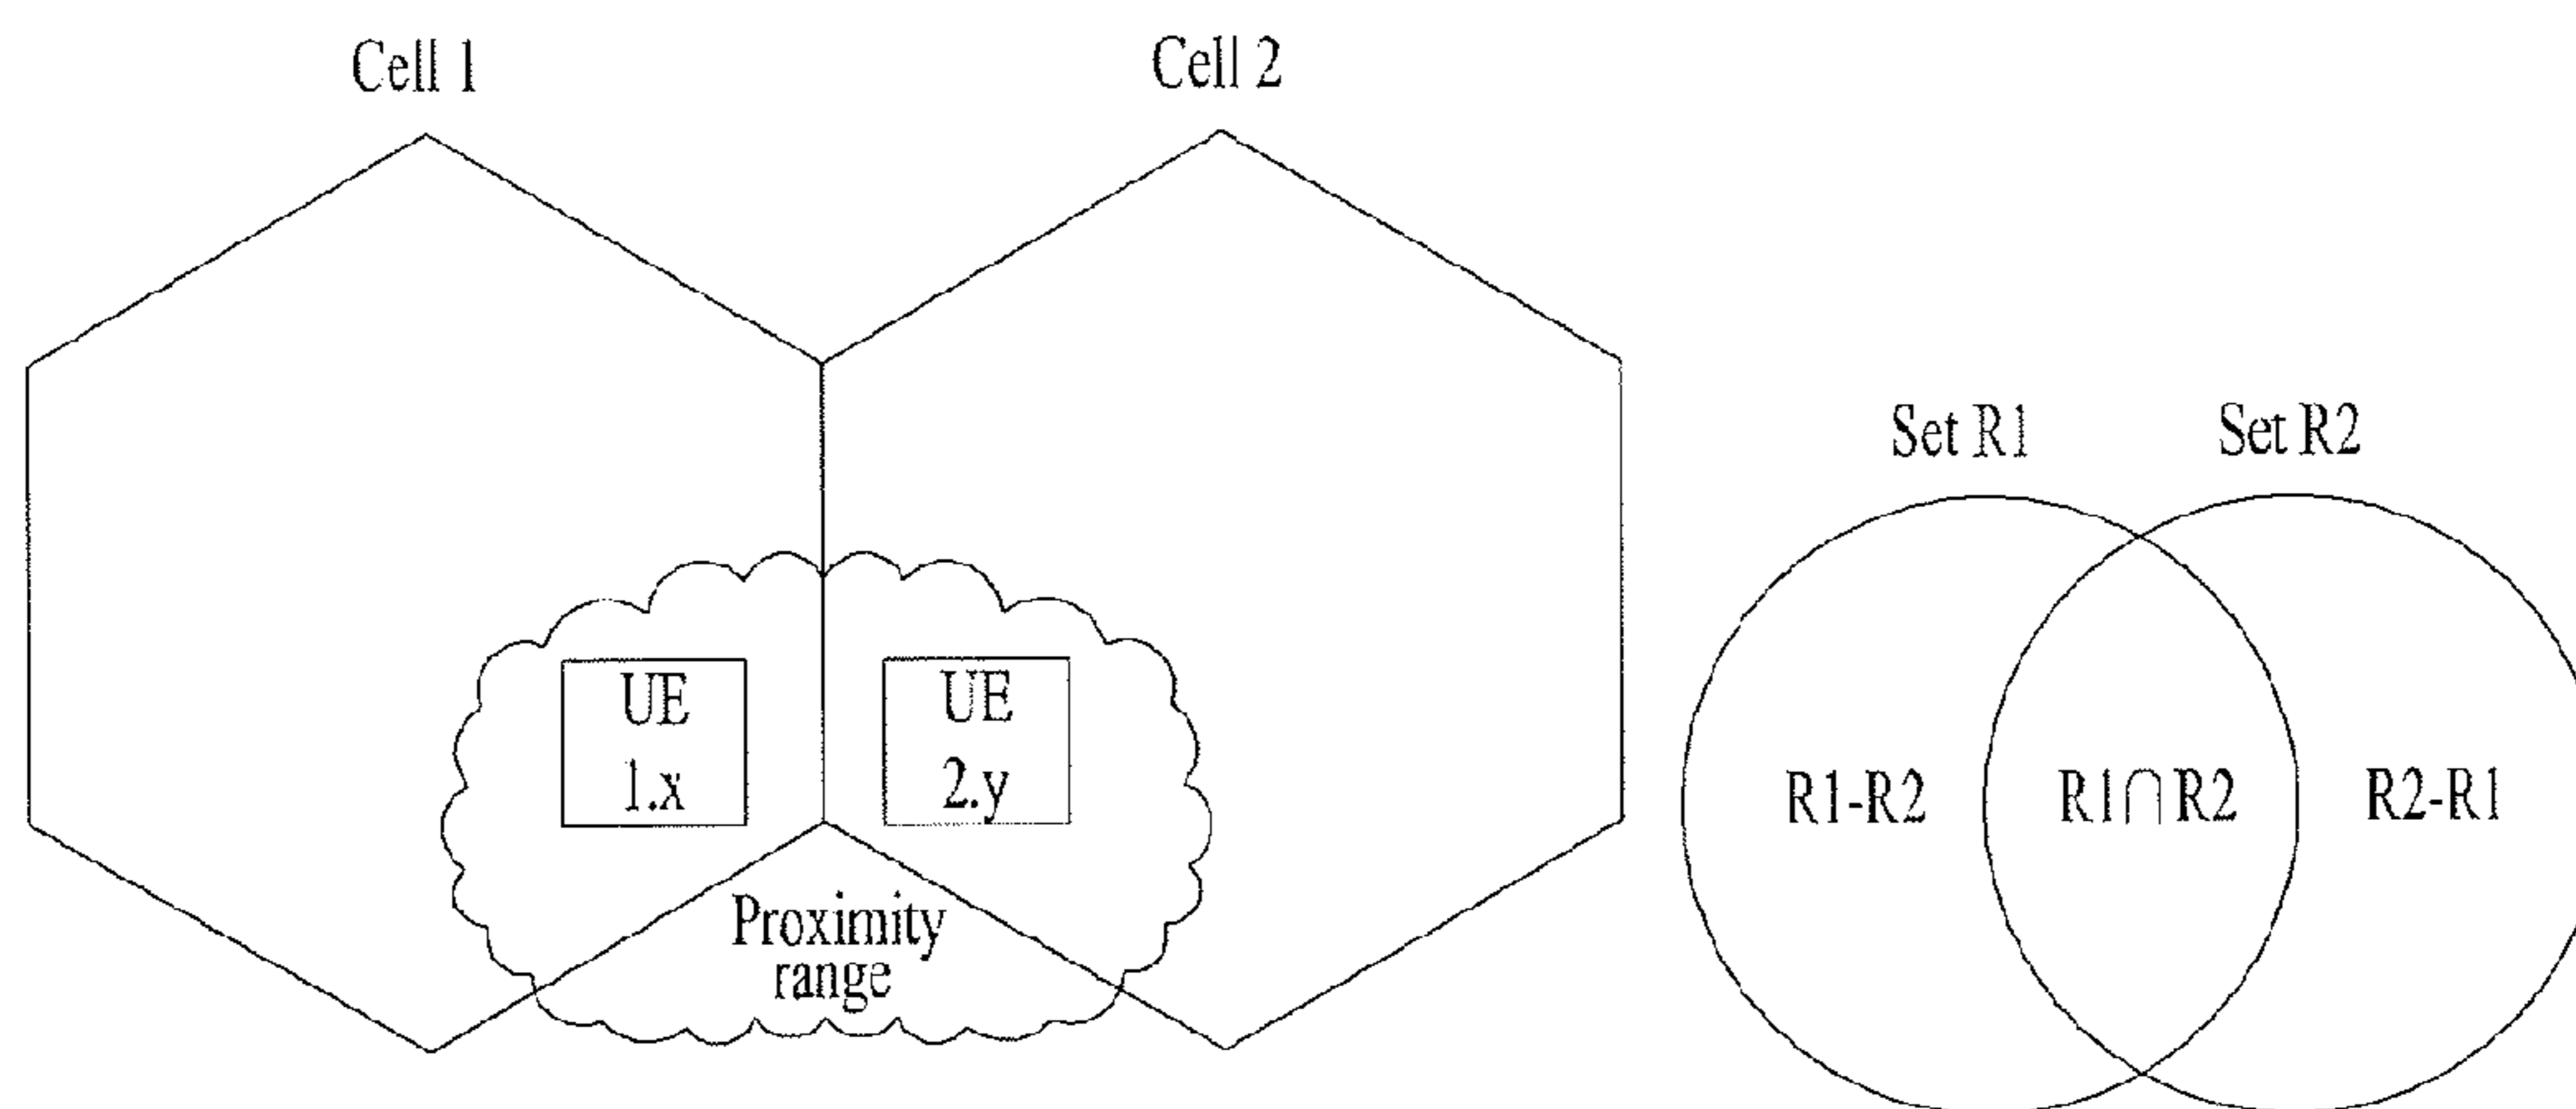 Cell 1
Cell 2
UE
1.x
UE
2.y
Proximity
range
Set R1
Set R2
R1-R2
R1∩R2
R2-R1